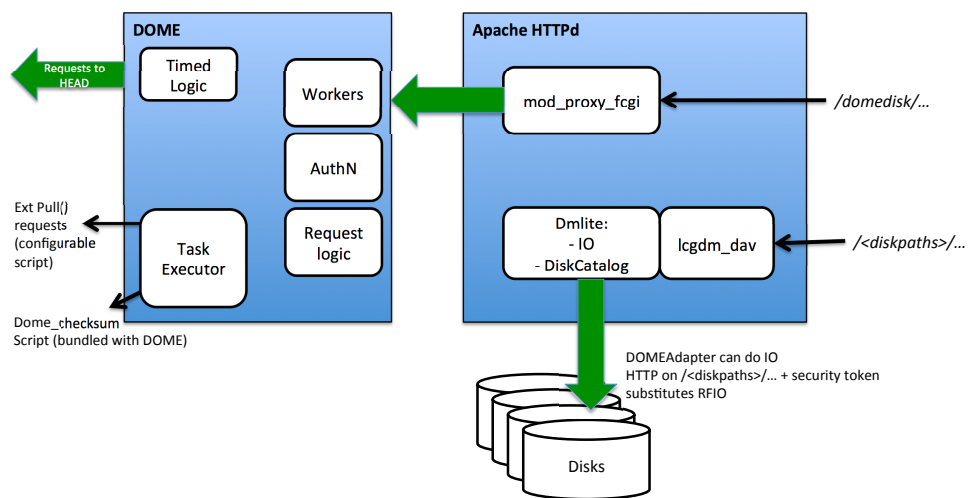 DOME
Apache HTTPd
Requests to
HEAD
Timed
Logic
Workers
mod_proxy_fcgi
/domedisk/...
AuthN
Ext Pull()
requests
(configurable
script)
Task
Executor
Request
logic
Dmlite:
- IO
- DiskCatalog
lcgdm_dav
/<diskpaths>/...
Dome_checksum
Script (bundled with DOME)
DOMEAdapter can do IO
HTTP on /<diskpaths>/... + security token
substitutes RFIO
Disks